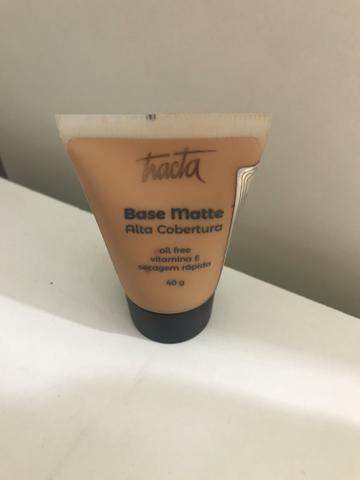 tracta
Base Matte
Alta Cobertura
oil free
vitamina E
secagem rápida
40 g